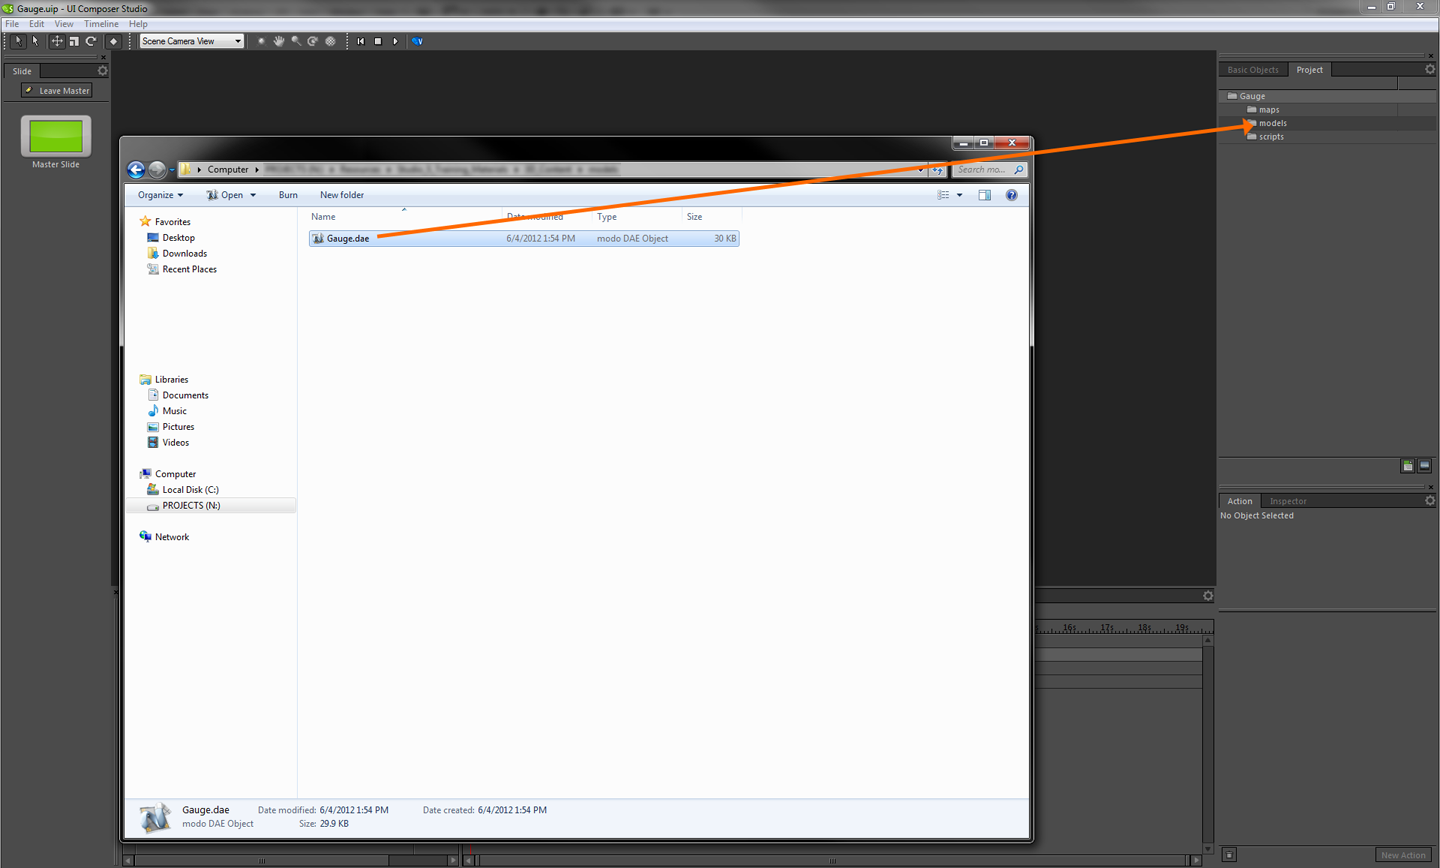 Gauge.uip - UI Composer Studio
File Edit View Timeline Help
Scene Camera View
Slide
Leave Master
Master Slide
Basic Objects Project
Gauge
maps
models
scripts
Computer
Search mo...
Organize Open Burn New folder
Name Date modified Type Size
Gauge.dae 6/4/2012 1:54 PM modo DAE Object 30 KB
Favorites
Desktop
Downloads
Recent Places
Libraries
Documents
Music
Pictures
Videos
Computer
Local Disk (C:)
PROJECTS (N:)
Network
Gauge.dae Date modified: 6/4/2012 1:54 PM Date created: 6/4/2012 1:54 PM
modo DAE Object Size: 29.9 KB
Action Inspector
No Object Selected
16s 17s 18s 19s
New Action